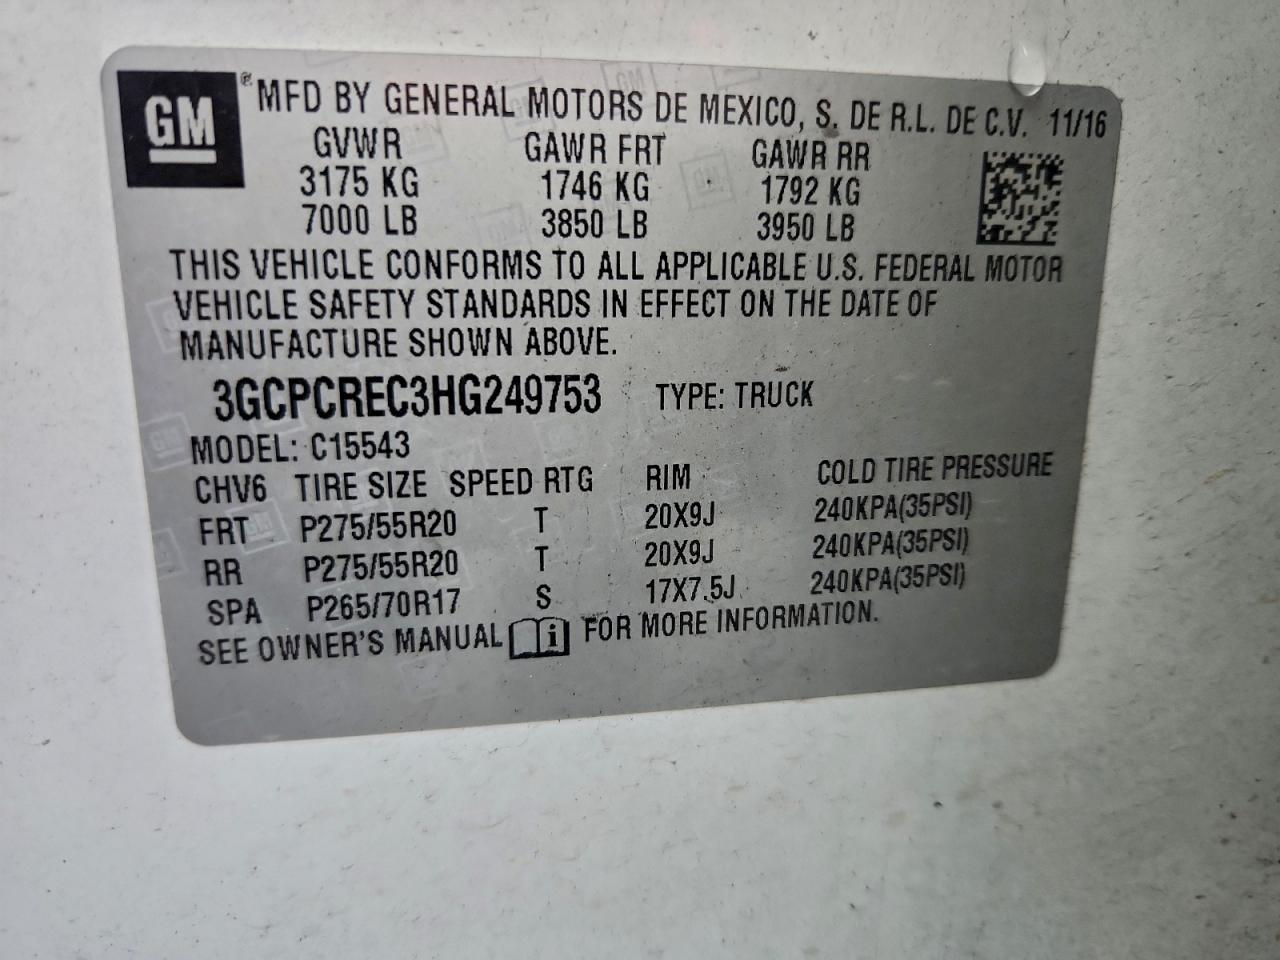 GM ® MFD BY GENERAL MOTORS DE MEXICO, S. DE R.L. DE C.V. 11/16
GVWR GAWR FRT GAWR RR
3175 KG 1746 KG 1792 KG
7000 LB 3850 LB 3950 LB
THIS VEHICLE CONFORMS TO ALL APPLICABLE U.S. FEDERAL MOTOR
VEHICLE SAFETY STANDARDS IN EFFECT ON THE DATE OF
MANUFACTURE SHOWN ABOVE.
3GCPCREC3HG249753 TYPE: TRUCK
MODEL: C15543
CHV6 TIRE SIZE SPEED RTG RIM COLD TIRE PRESSURE
FRT P275/55R20 T 20X9J 240KPA(35PSI)
RR P275/55R20 T 20X9J 240KPA(35PSI)
SPA P265/70R17 S 17X7.5J 240KPA(35PSI)
SEE OWNER'S MANUAL i FOR MORE INFORMATION.